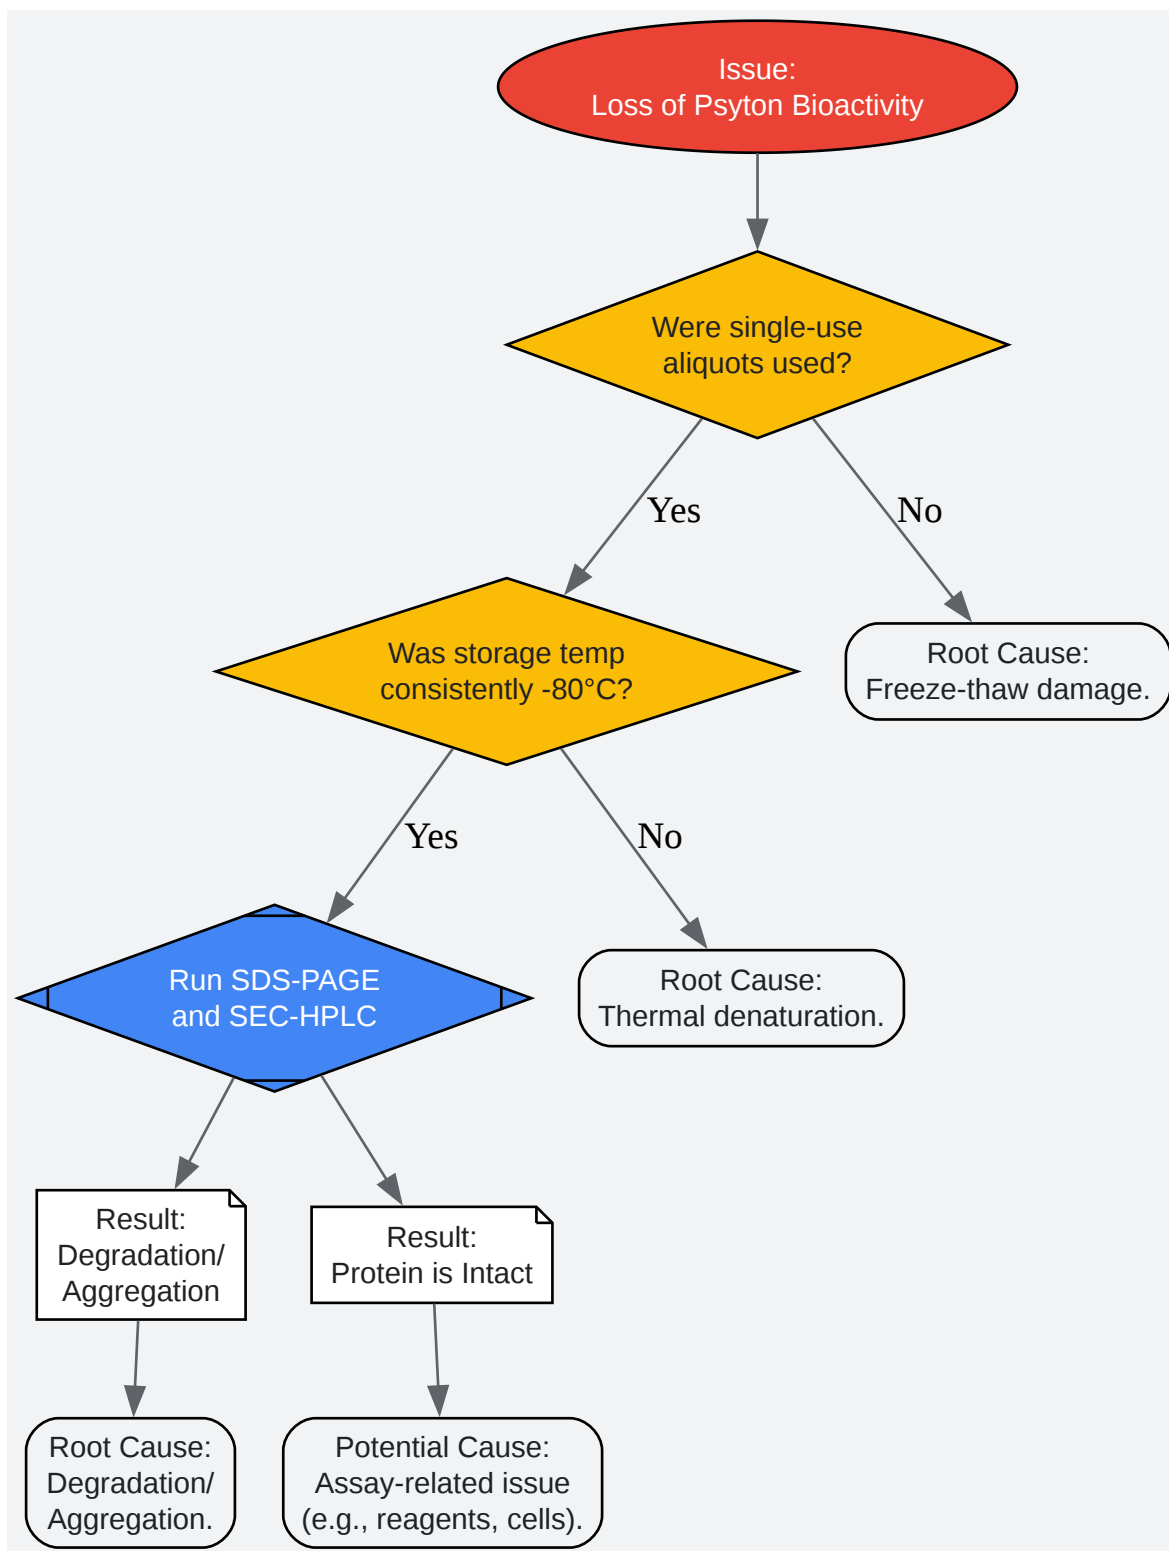 Issue:
Loss of Psyton Bioactivity
Were single-use
aliquots used?
Yes
No
Was storage temp
consistently -80°C?
Root Cause:
Freeze-thaw damage.
Yes
No
Run SDS-PAGE
and SEC-HPLC
Root Cause:
Thermal denaturation.
Result:
Degradation/
Aggregation
Result:
Protein is Intact
Root Cause:
Degradation/
Aggregation.
Potential Cause:
Assay-related issue
(e.g., reagents, cells).